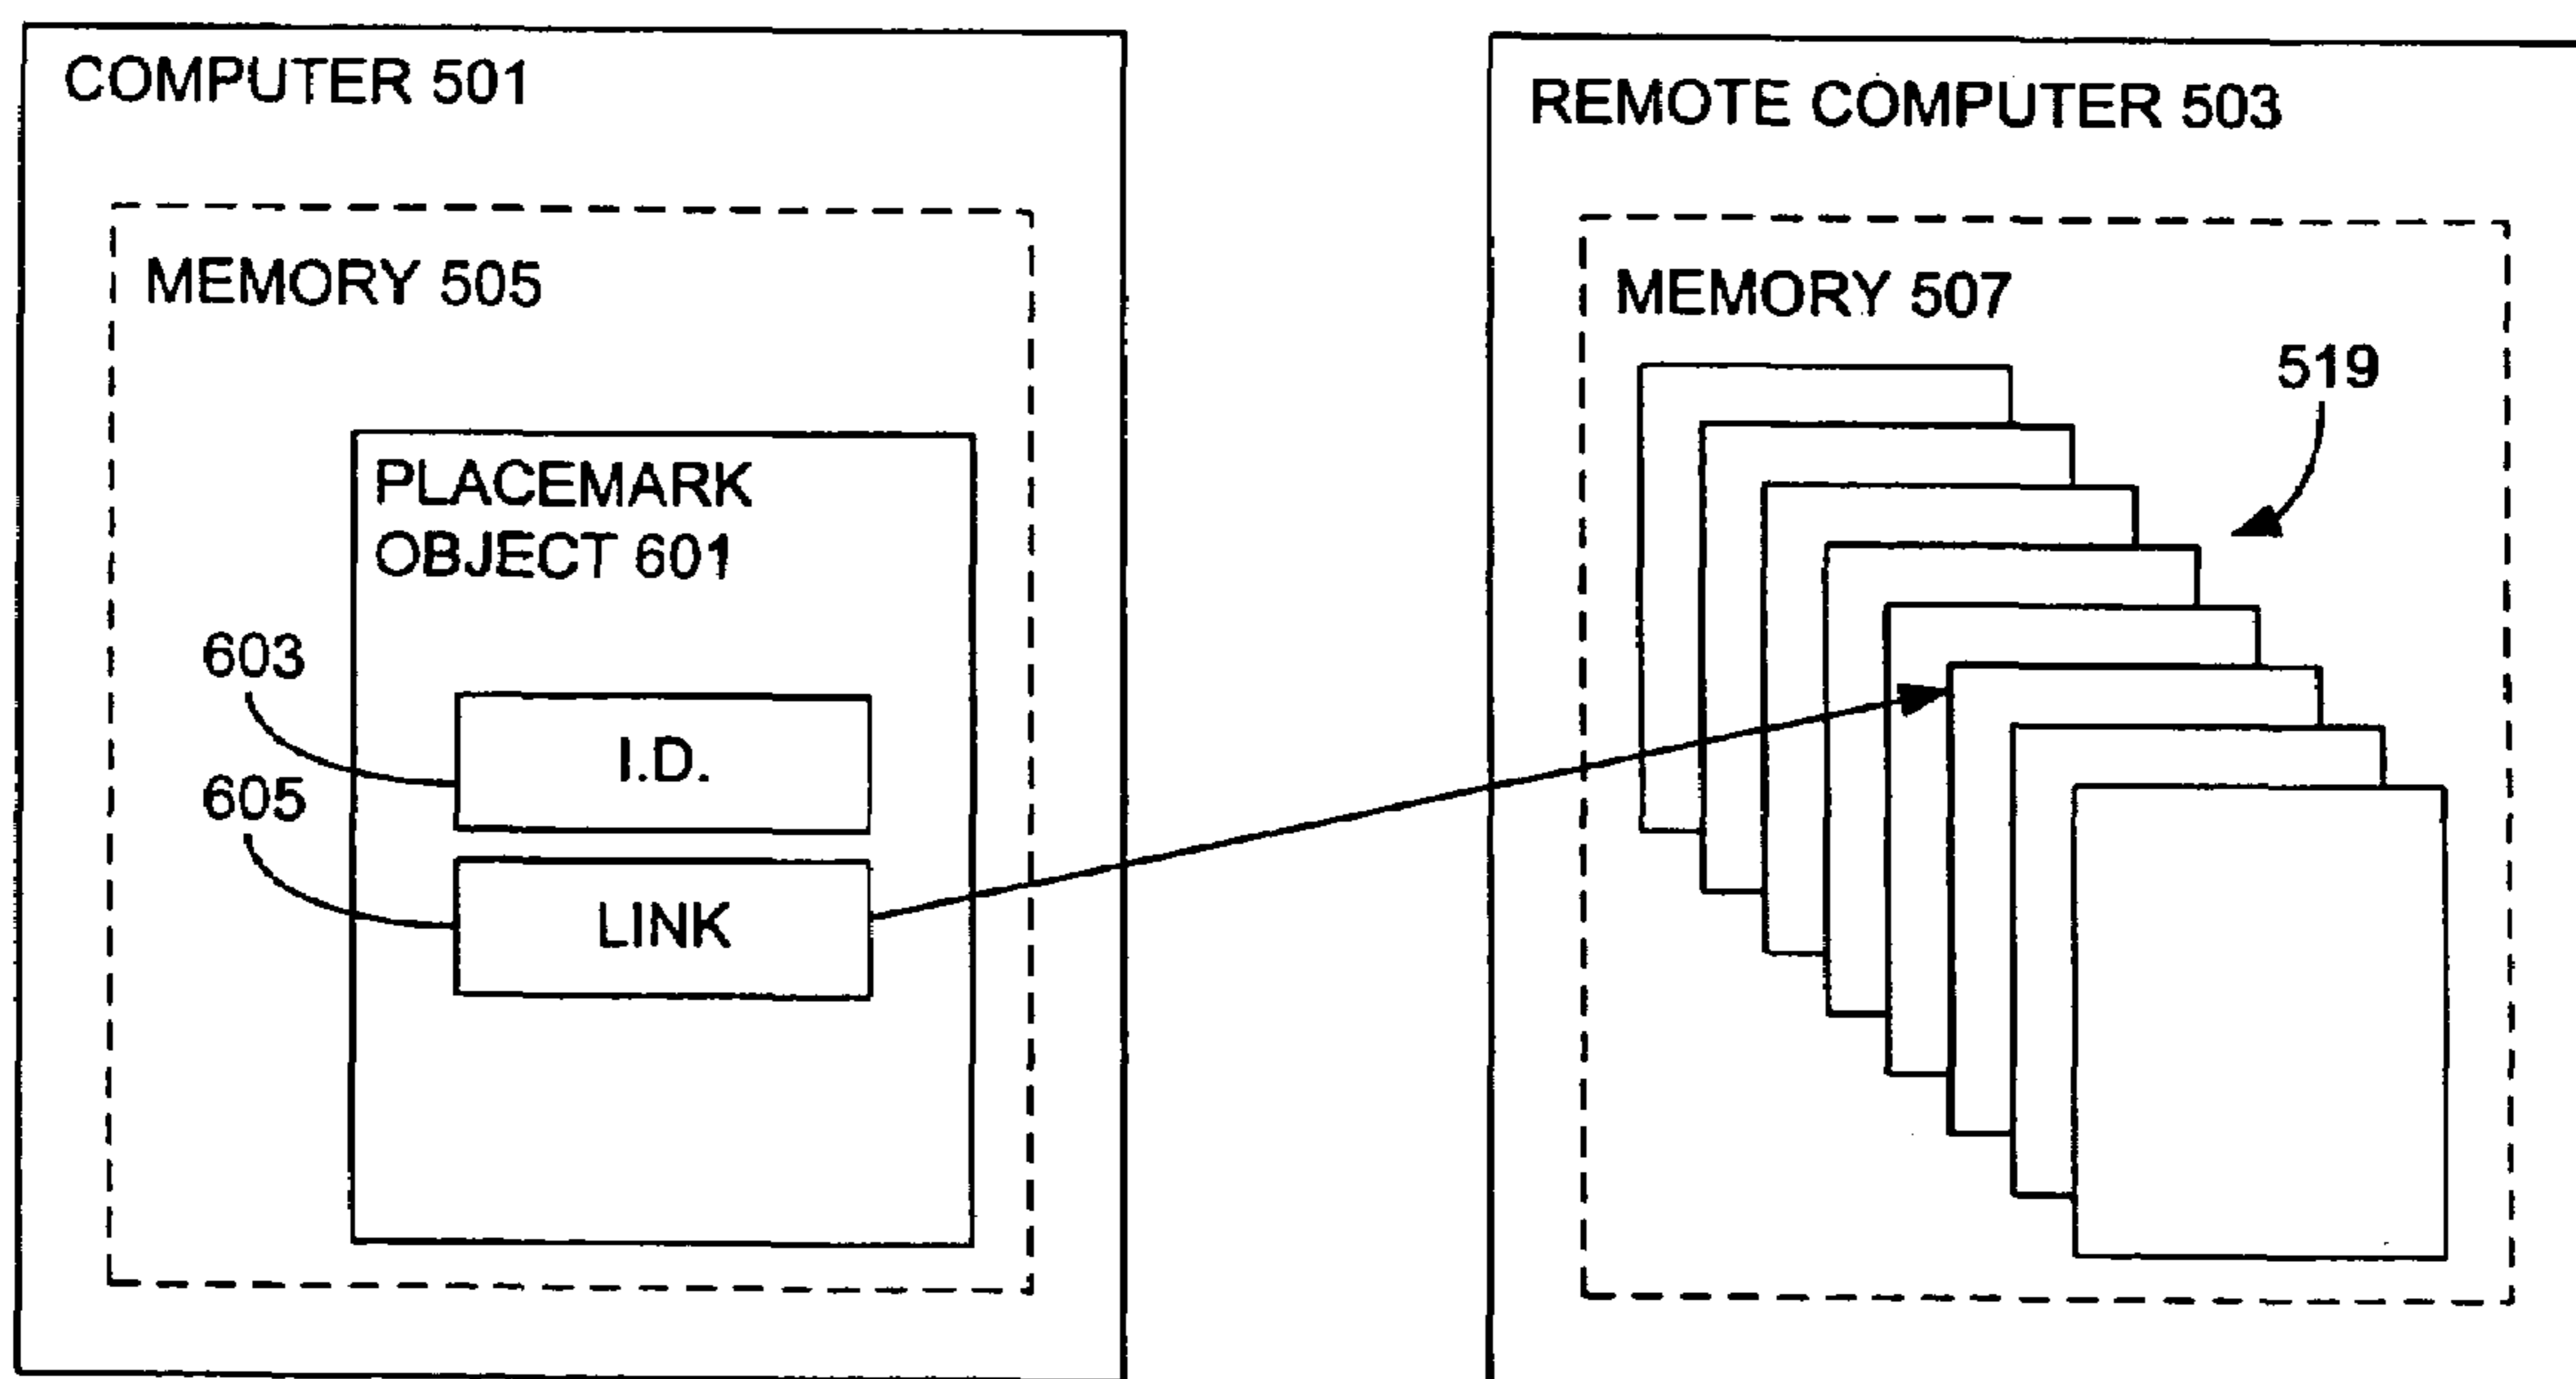 COMPUTER 501
MEMORY 505
PLACEMARK
OBJECT 601
603
I.D.
605
LINK
REMOTE COMPUTER 503
MEMORY 507
519